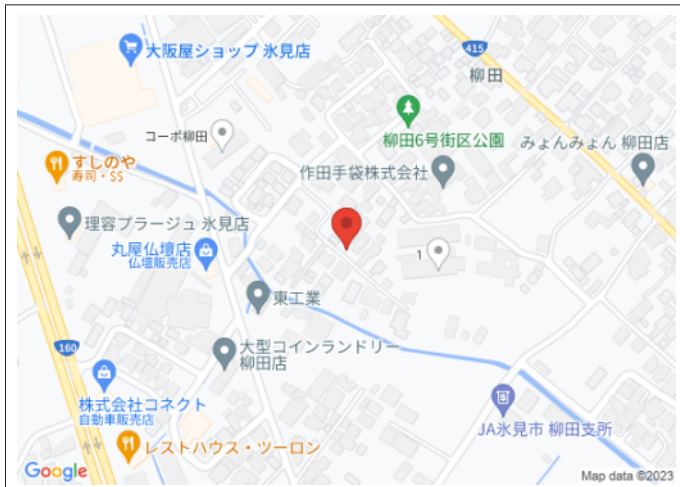 大阪屋ショップ 氷見店
415
柳田
コーポ柳田
柳田6号街区公園
みょんみょん 柳田店
すしのや
寿司・$$
作田手袋株式会社
理容プラージュ 氷見店
丸屋仏壇店
仏壇販売店
1
東工業
160
大型コインランドリー
柳田店
株式会社コネクト
自動車販売店
JA氷見市 柳田支所
レストハウス・ツーロン
Google
Map data ©2023